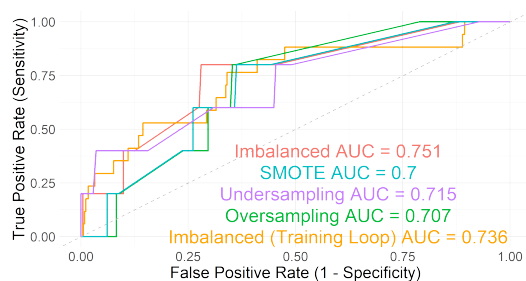 True Positive Rate (Sensitivity)
1.00
0.75
0.50
0.25
0.00
Imbalanced AUC = 0.751
SMOTE AUC = 0.7
Undersampling AUC = 0.715
Oversampling AUC = 0.707
Imbalanced (Training Loop) AUC = 0.736
0.00 0.25 0.50 0.75 1.00
False Positive Rate (1 - Specificity)